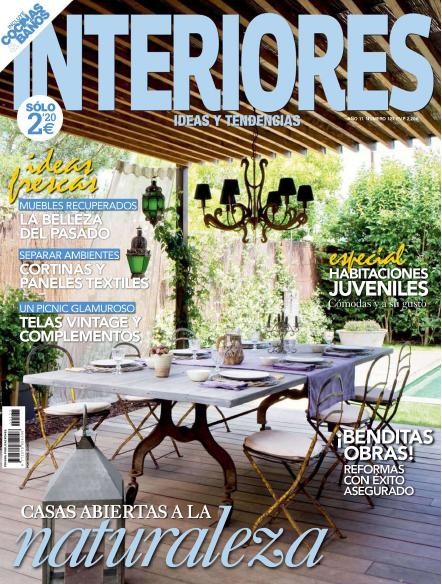 COCINAS
BAÑOS
INTERIORES
IDEAS Y TENDENCIAS
SÓLO
2'20
€
ideas
frescas
MUEBLES RECUPERADOS
LA BELLEZA
DEL PASADO
SEPARAR AMBIENTES
CORTINAS Y
PANELES TEXTILES
UN PICNIC GLAMUROSO
TELAS VINTAGE Y
COMPLEMENTOS
especial
HABITACIONES
JUVENILES
Cómodas y a su gusto
¡BENDITAS
OBRAS!
REFORMAS
CON ÉXITO
ASEGURADO
CASAS ABIERTAS A LA
naturaleza